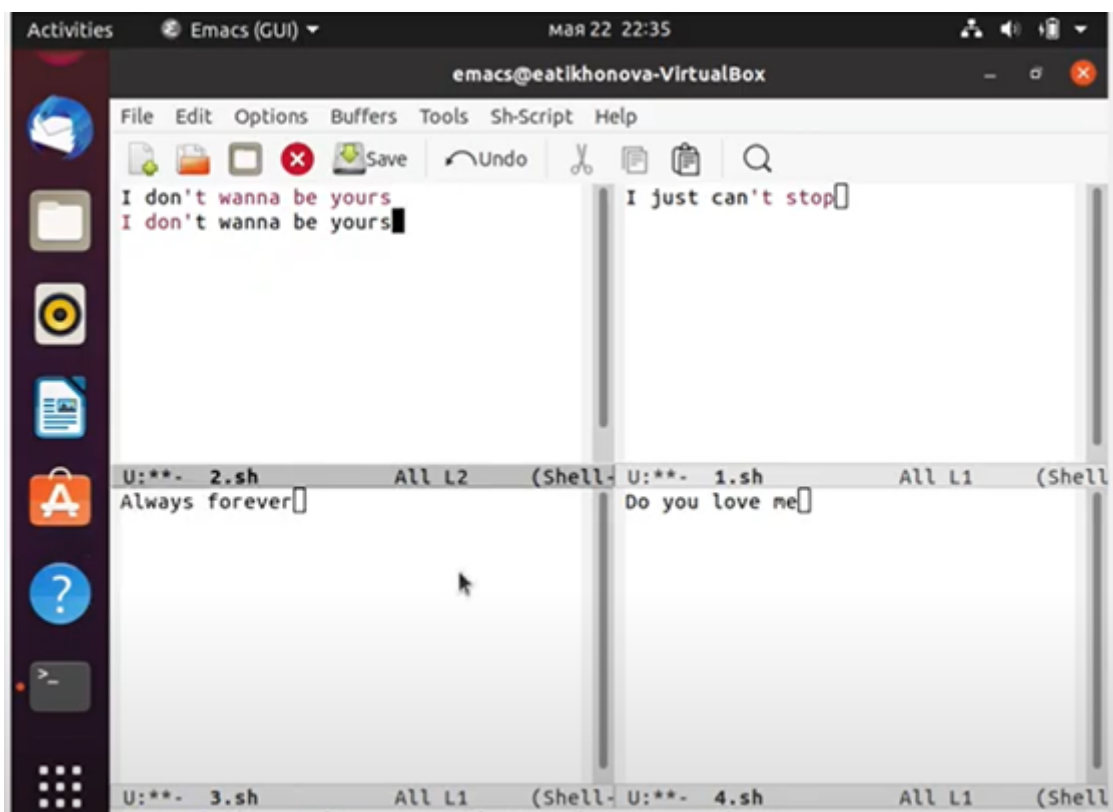 Activities Emacs (GUI) мая 22 22:35
emacs@eatikhonova-VirtualBox
File Edit Options Buffers Tools Sh-Script Help
Save Undo
I don't wanna be yours
I don't wanna be yours
I just can't stop
U:**- 2.sh All L2 (Shell-
U:**- 1.sh All L1 (Shell
Always forever
Do you love me
U:**- 3.sh All L1 (Shell-
U:**- 4.sh All L1 (Shell